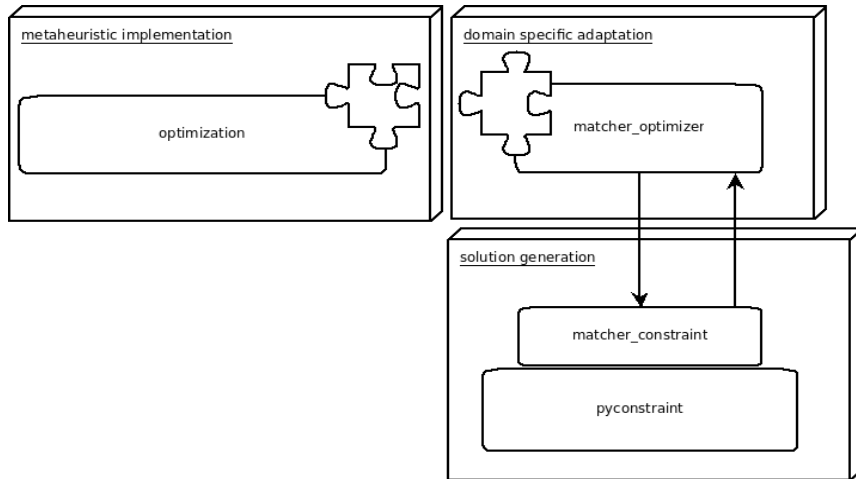 metaheuristic implementation
optimization
domain specific adaptation
matcher_optimizer
solution generation
matcher_constraint
pyconstraint